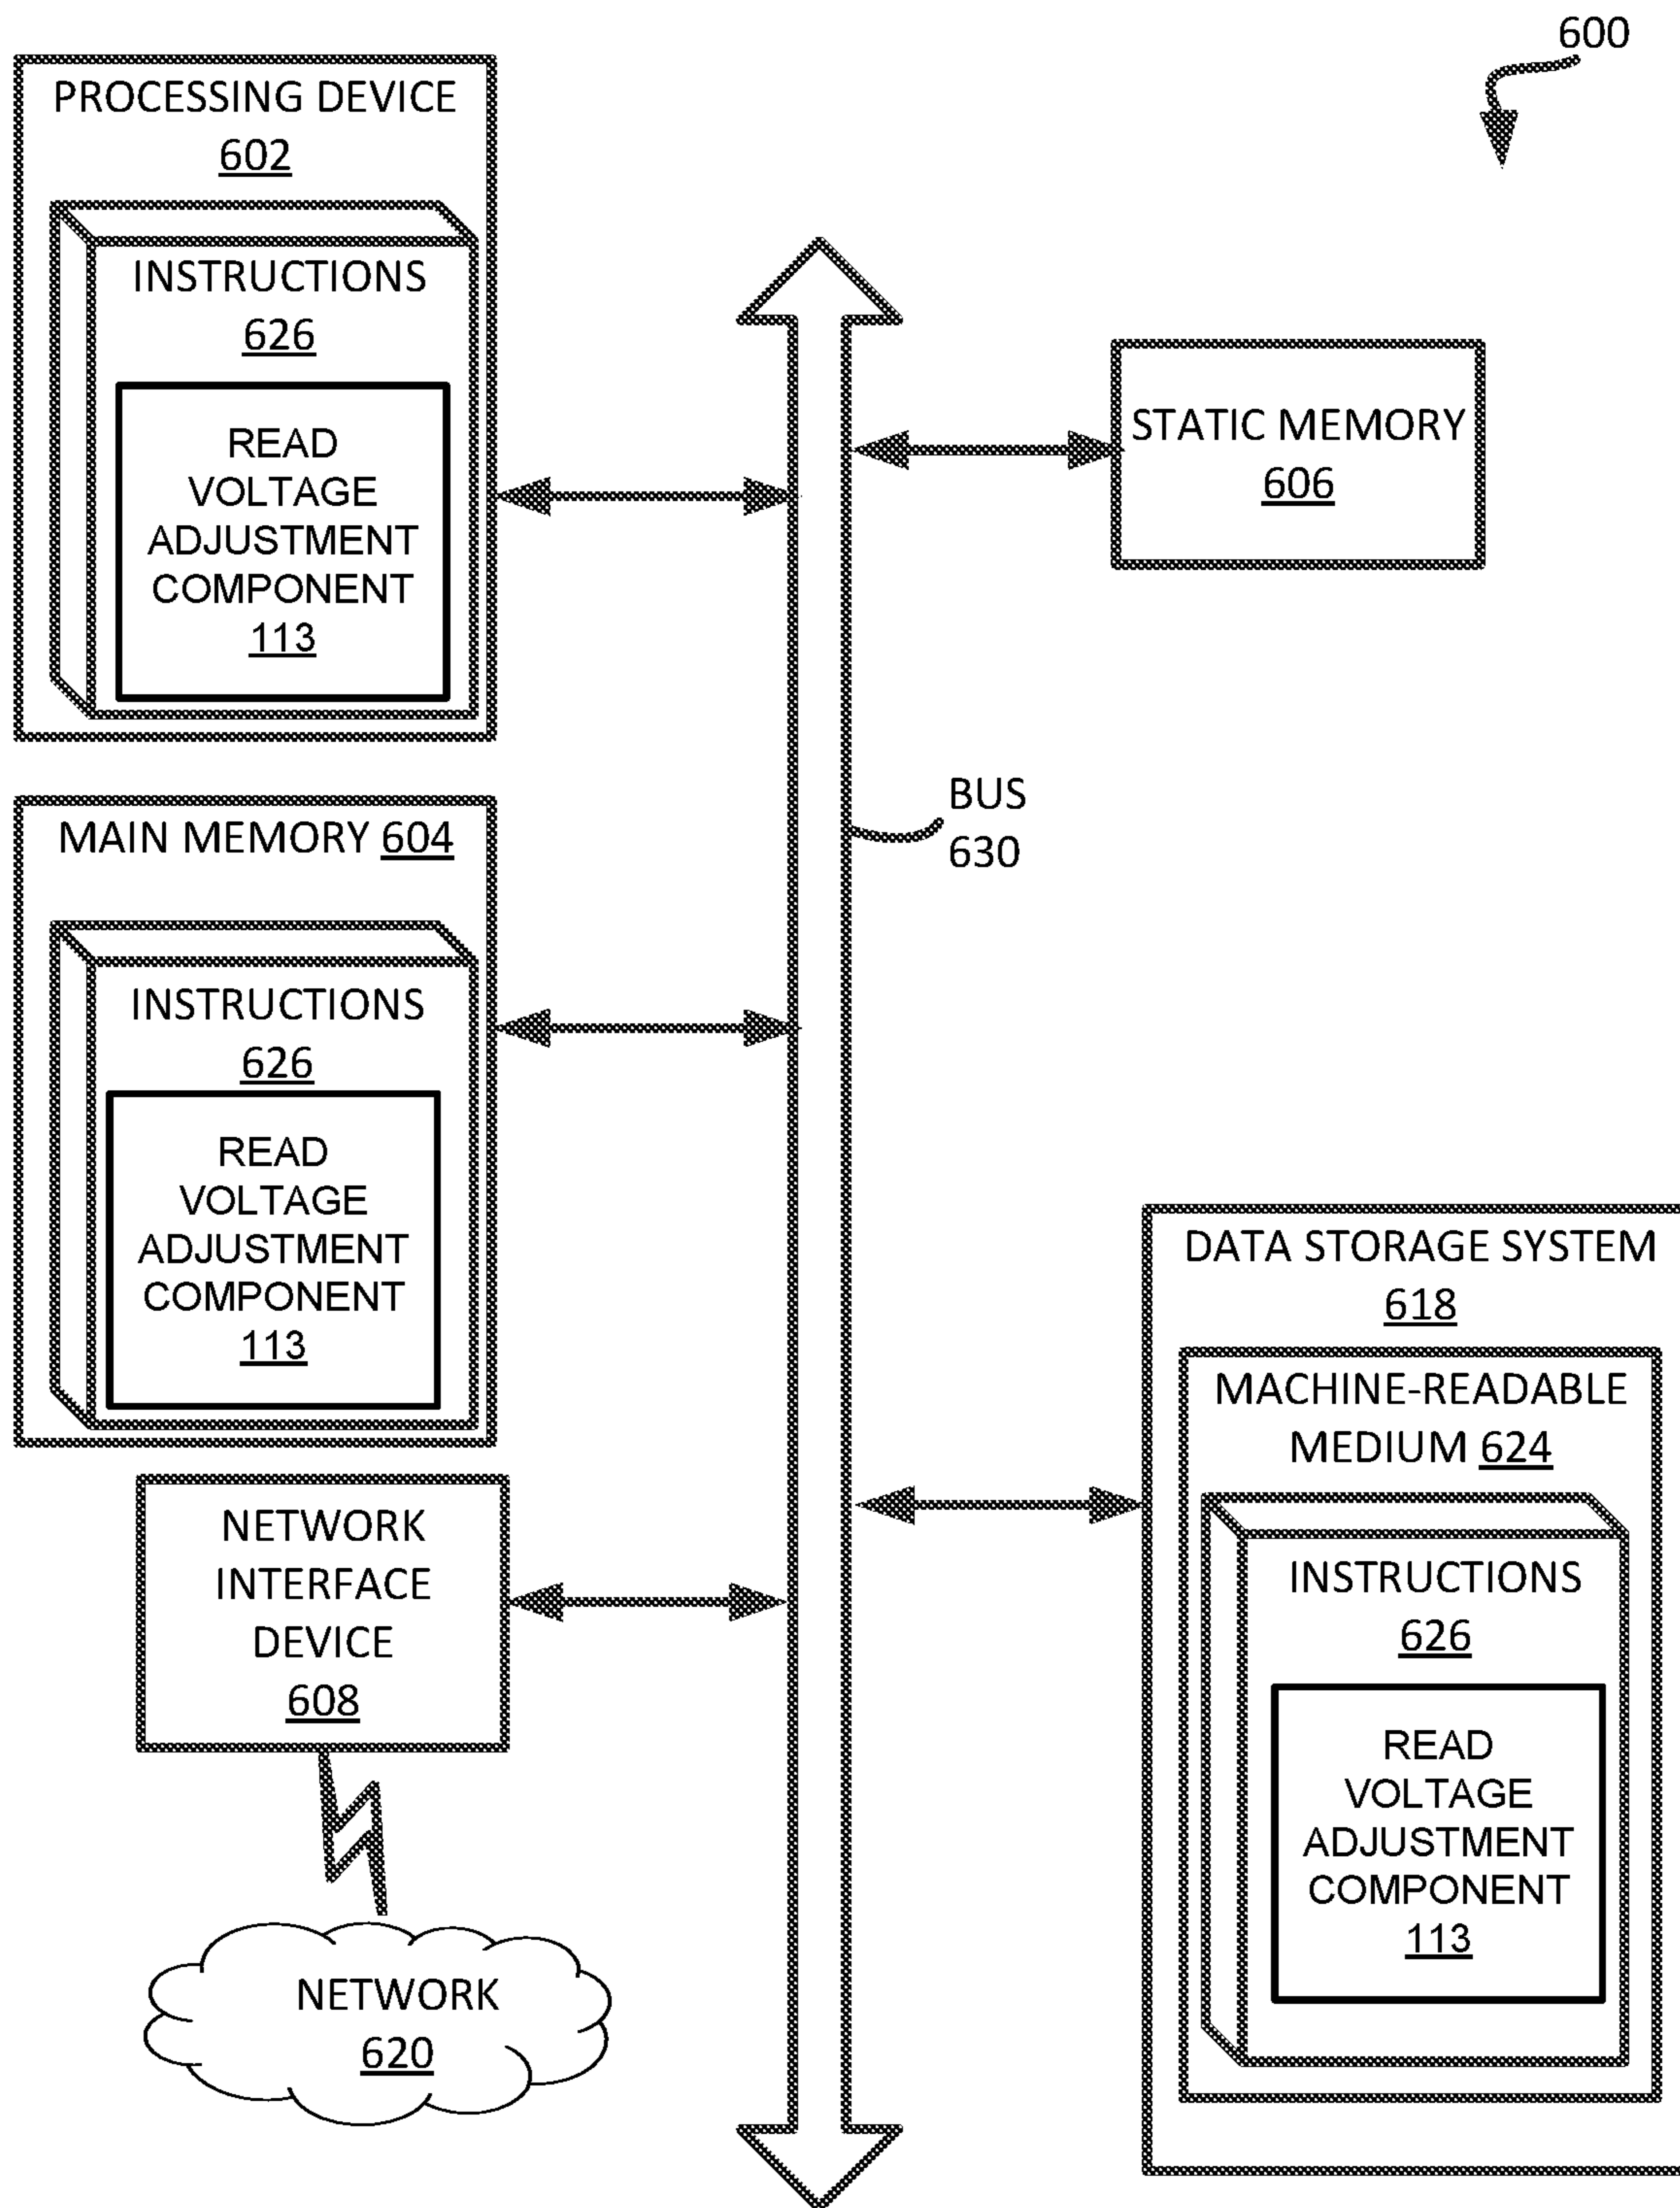 600
PROCESSING DEVICE
602
INSTRUCTIONS
626
READ
VOLTAGE
ADJUSTMENT
COMPONENT
113
STATIC MEMORY
606
BUS
630
MAIN MEMORY 604
INSTRUCTIONS
626
READ
VOLTAGE
ADJUSTMENT
COMPONENT
113
NETWORK
INTERFACE
DEVICE
608
NETWORK
620
DATA STORAGE SYSTEM
618
MACHINE-READABLE
MEDIUM 624
INSTRUCTIONS
626
READ
VOLTAGE
ADJUSTMENT
COMPONENT
113